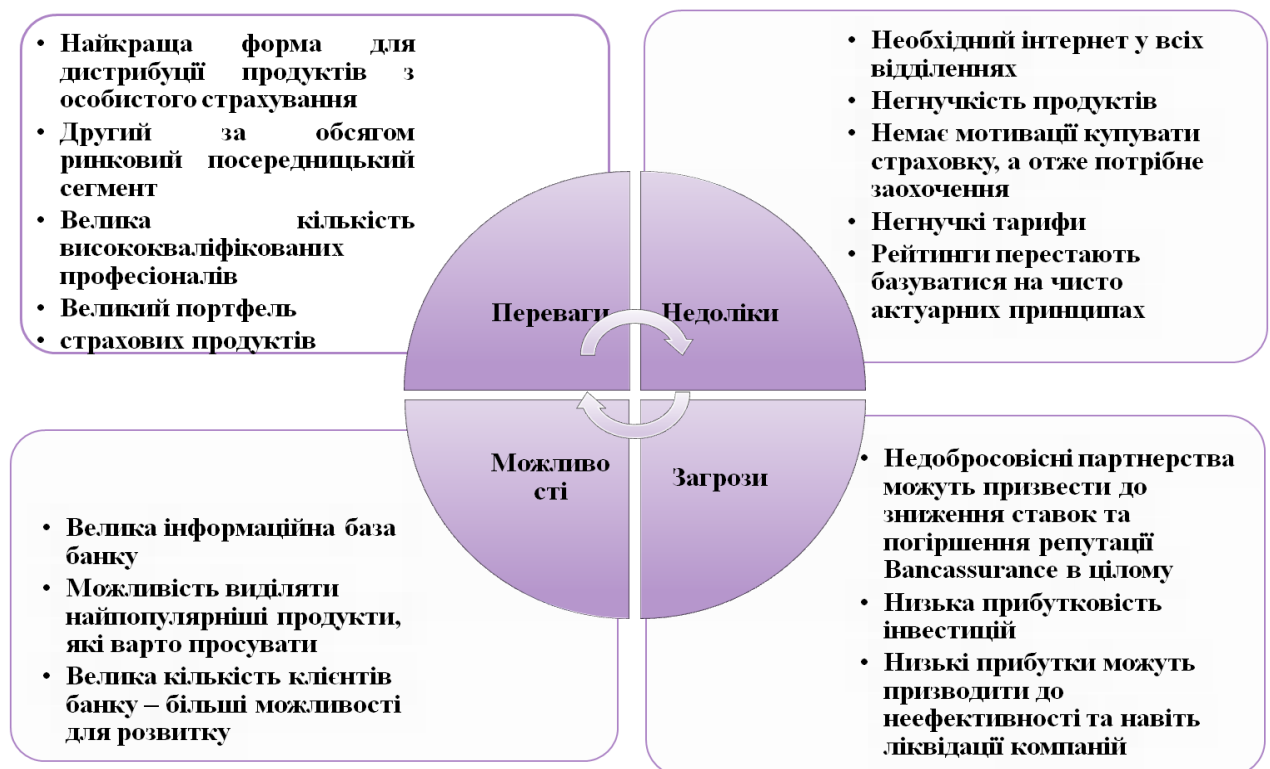 • Найкраща форма для
дистрибуції продуктів з
особистого страхування
• Другий за обсягом
ринковий посередницький
сегмент
• Велика кількість
висококваліфікованих
професіоналів
• Великий портфель
• страхових продуктів
• Необхідний інтернет у всіх
відділеннях
• Негнучкість продуктів
• Немає мотивації купувати
страховку, а отже потрібне
заохочення
• Негнучкі тарифи
• Рейтинги перестають
базуватися на чисто
актуарних принципах
Переваги
Недоліки
Можливо
сті
Загрози
• Велика інформаційна база
банку
• Можливість виділяти
найпопулярніші продукти,
які варто просувати
• Велика кількість клієнтів
банку – більші можливості
для розвитку
• Недобросовісні партнерства
можуть призвести до
зниження ставок та
погіршення репутації
Bancassurance в цілому
• Низька прибутковість
інвестицій
• Низькі прибутки можуть
призводити до
неефективності та навіть
ліквідації компаній